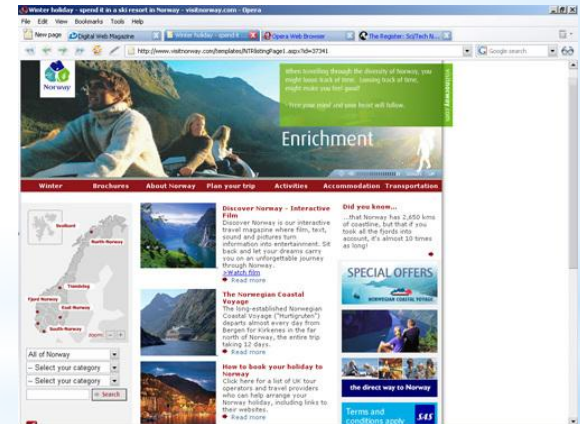 Winter holiday - spend it in a ski resort in Norway - visitnorway.com - Opera
File Edit View Bookmarks Tools Help
New page
Digital Web Magazine
Winter holiday - spend it
Opera Web Browser
The Register: Sci/Tech N...
http://www.visitnorway.com/templates/NTRlistingPage1.aspx?id=37341
Google search
Norway
When travelling through the diversity of Norway, you
might loose track of time. Loosing track of time,
might make you feel good!
- Free your mind and your heart will follow.
visitnorway.com
Enrichment
Winter Brochures About Norway Plan your trip Activities Accommodation Transportation
Svalbard
North Norway
Trøndelag
Fjord Norway
East Norway
South Norway
zoom:
All of Norway
-- Select your category
-- Select your category
Search
Discover Norway - Interactive
Film
Discover Norway is our interactive
travel magazine where film, text,
sound and pictures turn
information into entertainment. Sit
back and let your dreams carry
you on an unforgettable journey
through Norway.
>Watch film
Read more
The Norwegian Coastal
Voyage
The long-established Norwegian
Coastal Voyage ("Hurtigruten")
departs almost every day from
Bergen for Kirkenes in the far
north of Norway, the entire trip
taking 12 days.
Read more
How to book your holiday to
Norway
Click here for a list of UK tour
operators and travel providers
who can help arrange your
Norway holiday, including links to
their websites.
Read more
Did you know...
...that Norway has 2,650 kms
of coastline, but that if you
took all the fjords into
account, it's almost 10 times
as long!
SPECIAL OFFERS
NORWEGIAN COASTAL VOYAGE
the direct way to Norway
Terms and
conditions apply
SAS